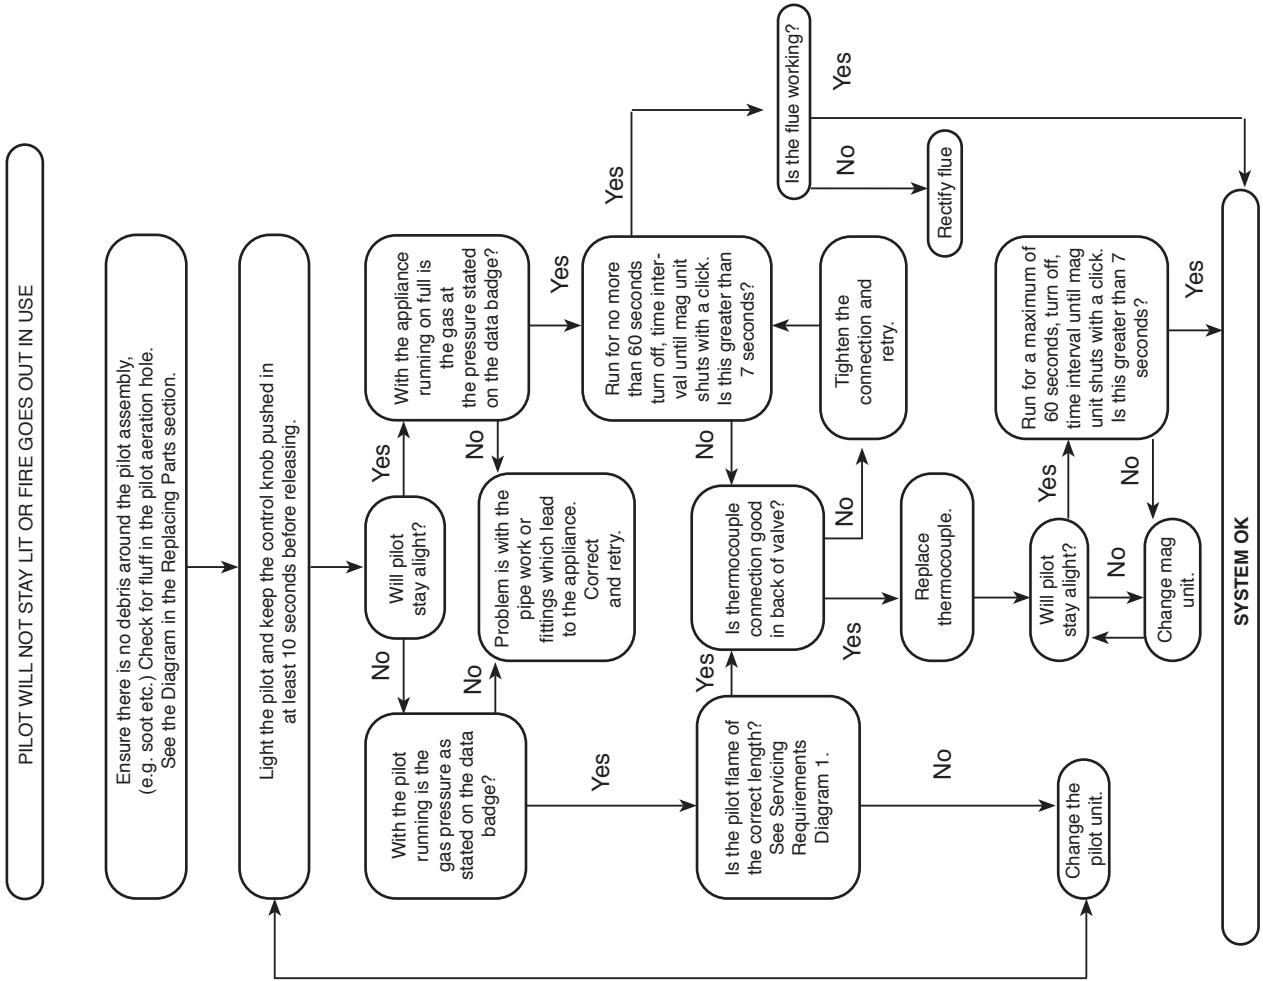 PILOT WILL NOT STAY LIT OR FIRE GOES OUT IN USE
Ensure there is no debris around the pilot assembly,
(e.g. soot etc.) Check for fluff in the pilot aeration hole.
See the Diagram in the Replacing Parts section.
Light the pilot and keep the control knob pushed in
at least 10 seconds before releasing.
Will pilot
stay alight?
No
Yes
With the pilot
running is the
gas pressure as
stated on the data
badge?
With the appliance
running on full is
the gas at
the pressure stated
on the data badge?
No
No
Problem is with the
pipe work or
fittings which lead
to the appliance.
Correct
and retry.
Yes
Yes
Is the pilot flame of
the correct length?
See Servicing
Requirements
Diagram 1.
Yes
Is thermocouple
connection good
in back of valve?
No
Run for no more
than 60 seconds
turn off, time inter-
val until mag unit
shuts with a click.
Is this greater than
7 seconds?
Yes
Is the flue working?
No
Yes
Rectify flue
No
Tighten the
connection and
retry.
Yes
Replace
thermocouple.
No
Change the
pilot unit.
Will pilot
stay alight?
Yes
No
Change mag
unit.
Run for a maximum of
60 seconds, turn off,
time interval until mag
unit shuts with a click.
Is this greater than 7
seconds?
No
Yes
SYSTEM OK